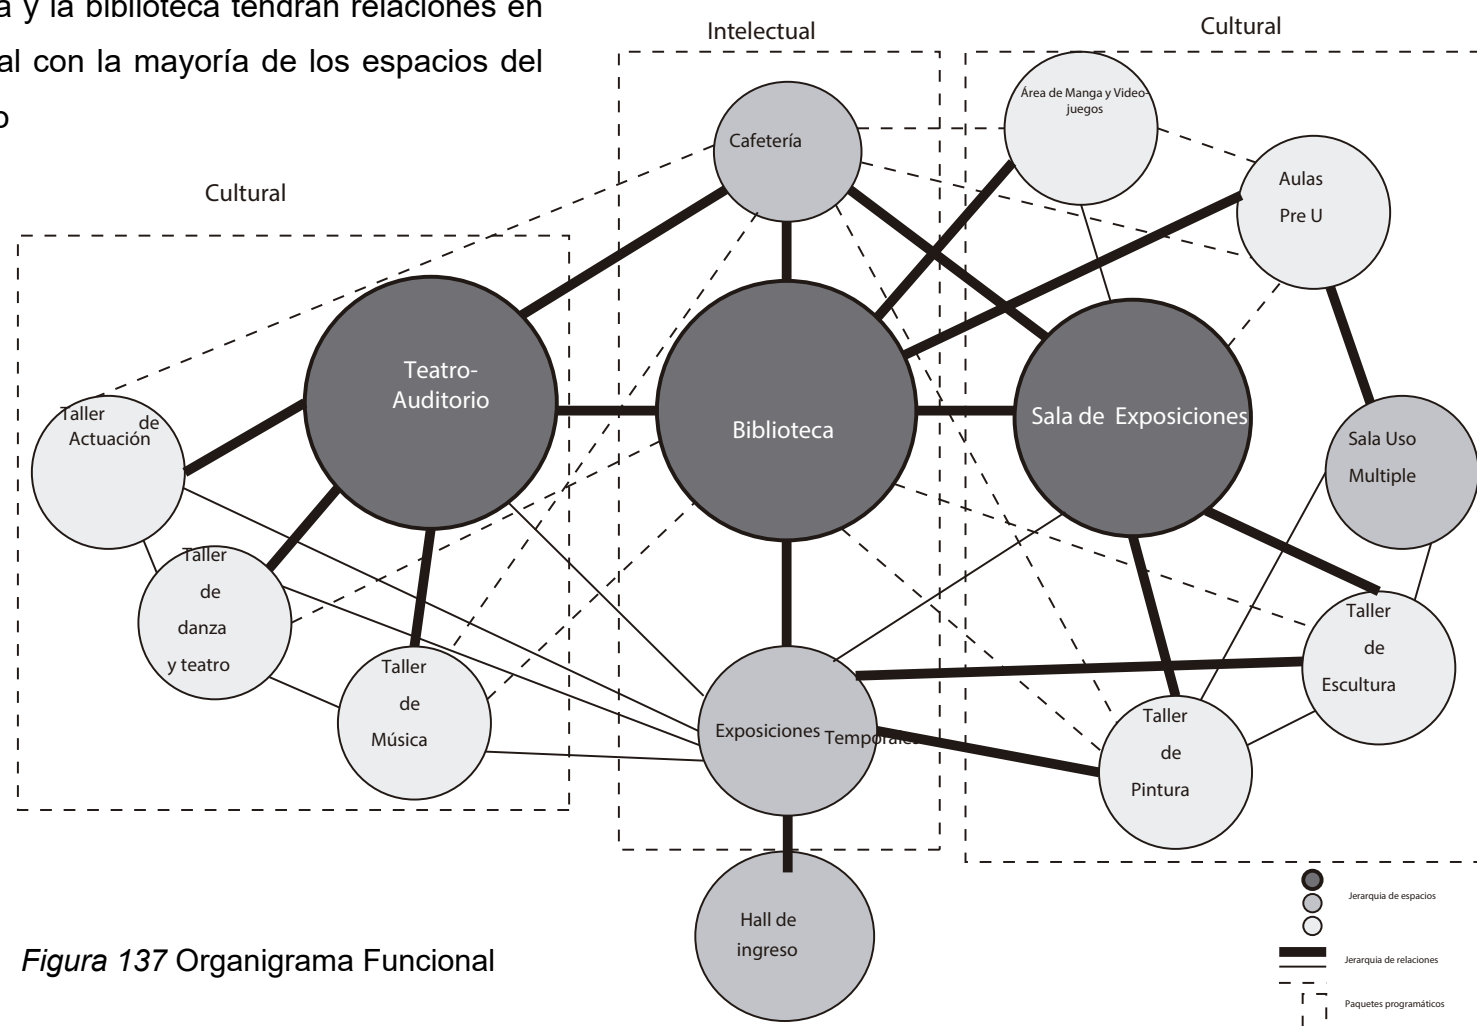 a y la biblioteca tendrán relaciones en
al con la mayoría de los espacios del
o
Intelectual
Cultural
Cultural
Cafetería
Área de Manga y Video-
juegos
Aulas
Pre U
Teatro-
Auditorio
Biblioteca
Sala de Exposiciones
Sala Uso
Multiple
Taller de
Actuación
Taller
de
danza
y teatro
Taller
de
Música
Exposiciones Temporales
Taller
de
Escultura
Taller
de
Pintura
Hall de
ingreso
Jerarquia de espacios
Jerarquia de relaciones
Paquetes programáticos
Figura 137 Organigrama Funcional